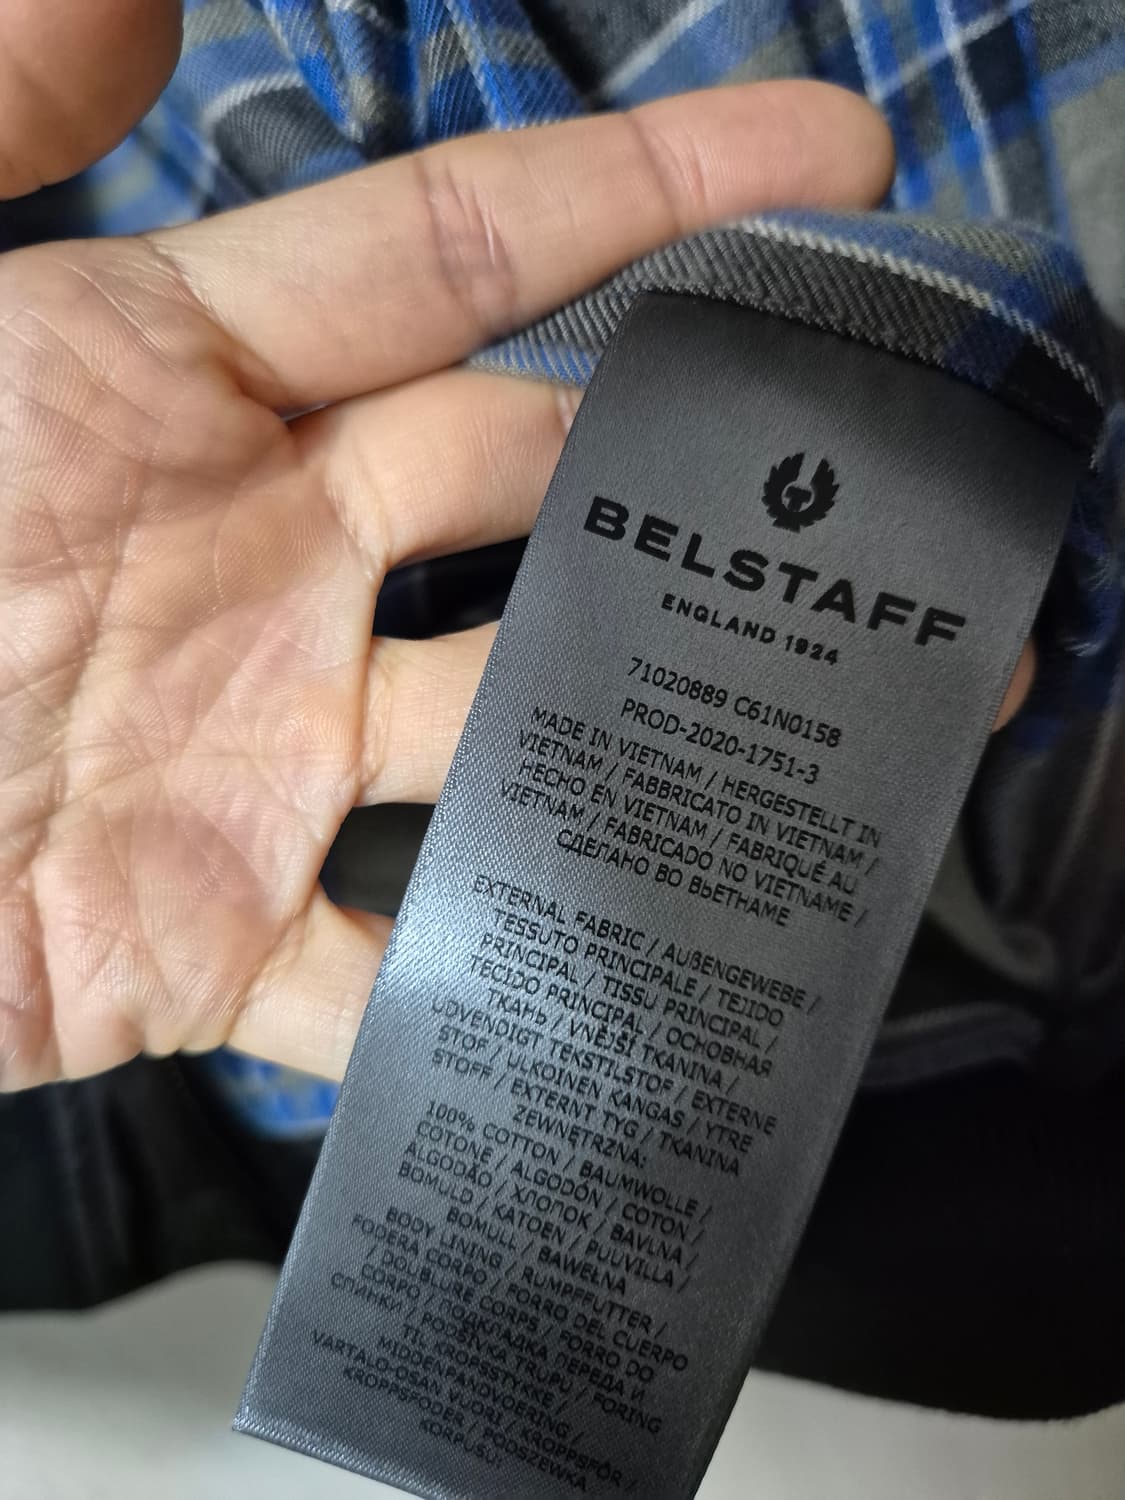 BELSTAFF
ENGLAND 1924
71020889 C61N0158
PROD-2020-1751-3
MADE IN VIETNAM / HERGESTELLT IN
VIETNAM / FABBRICATO IN VIETNAM /
HECHO EN VIETNAM / FABRIQUÉ AU
VIETNAM / FABRICADO NO VIETNAME /
СДЕЛАНО ВО ВЬЕТНАМЕ
EXTERNAL FABRIC / AUßENGEWEBE /
TESSUTO PRINCIPALE / TEJIDO
PRINCIPAL / TISSU PRINCIPAL /
TECIDO PRINCIPAL / ОСНОВНАЯ
ТКАНЬ / VNĚJŠÍ TKANINA /
UDVENDIGT TEKSTILSTOF / EXTERNE
STOF / ULKOINEN KANGAS / YTRE
STOFF / EXTERNT TYG / TKANINA
ZEWNĘTRZNA:
100% COTTON / BAUMWOLLE /
COTONE / ALGODÓN / COTON /
ALGODÃO / ХЛОПОК / BAVLNA /
BOMULD / KATOEN / PUUVILLA /
BOMULL / BAWEŁNA
BODY LINING / RUMPFFUTTER /
FODERA CORPO / FORRO DEL CUERPO
/ DOUBLURE CORPS / FORRO DO
CORPO / ПОДКЛАДКА ПЕРЕДА И
СПИНКИ / PODŠÍVKA TRUPU / FORING
TIL KROPSSTYKKE /
MIDDENPANDVOERING /
VARTALO-OSAN VUORI / KROPPSFÔR /
KROPPSFODER / PODSZEWKA
KORPUSU: